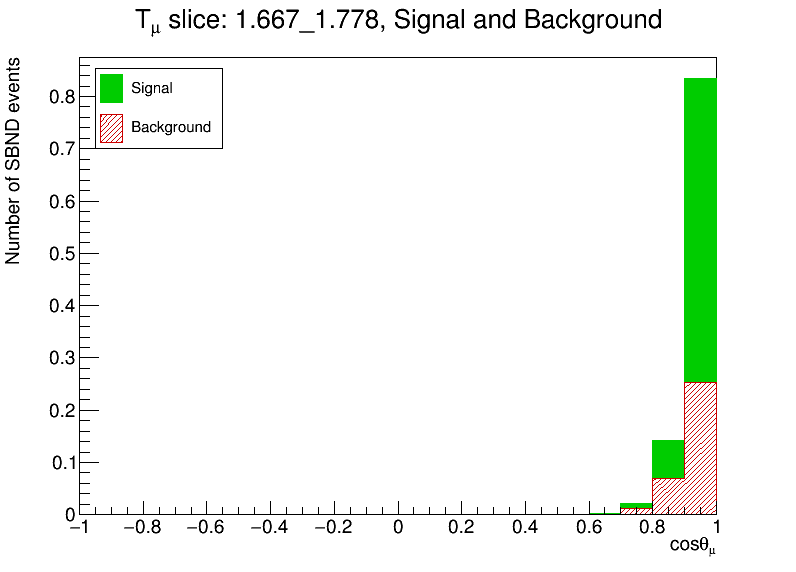 Tμ slice: 1.667_1.778, Signal and Background
Number of SBND events
Signal
Background
0.8
0.7
0.6
0.5
0.4
0.3
0.2
0.1
0
−1 −0.8 −0.6 −0.4 −0.2 0 0.2 0.4 0.6 0.8 1
cosθμ